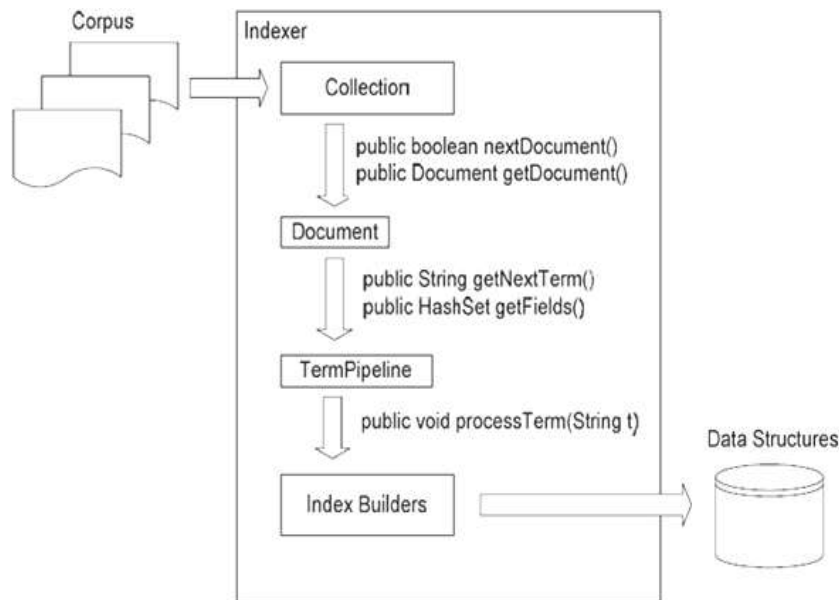 Corpus
Indexer
Collection
public boolean nextDocument()
public Document getDocument()
Document
public String getNextTerm()
public HashSet getFields()
TermPipeline
public void processTerm(String t)
Data Structures
Index Builders